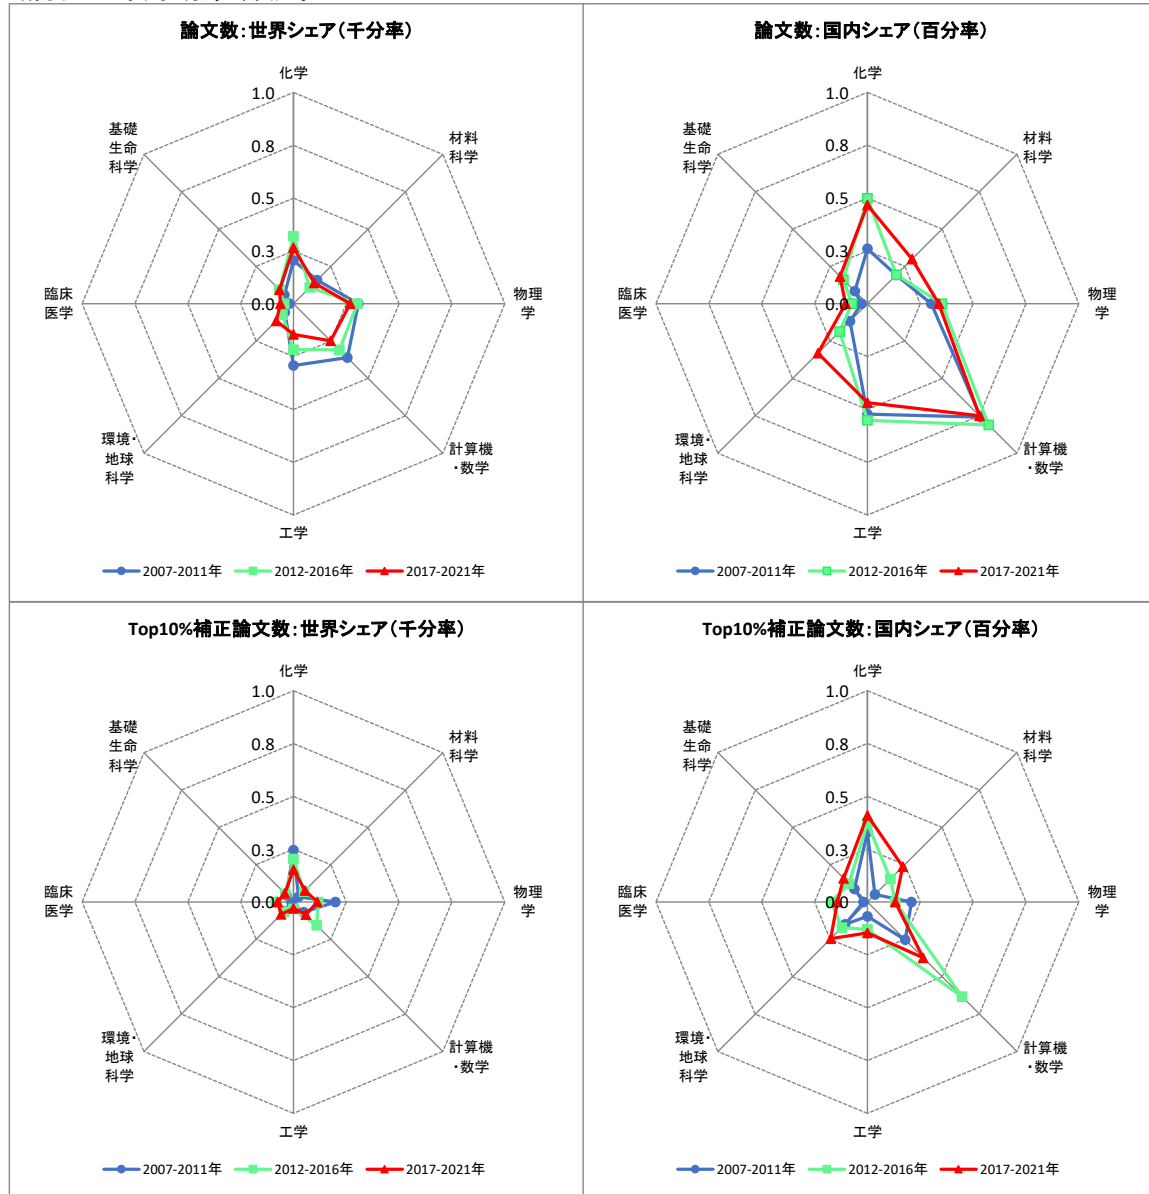 論文数：世界シェア（千分率）
化学
1.0
0.8
0.5
0.3
0.0
材料
科学
物理
学
計算機
・数学
工学
環境・
地球
科学
臨床
医学
基礎
生命
科学
2007-2011年 2012-2016年 2017-2021年
論文数：国内シェア（百分率）
化学
1.0
0.8
0.5
0.3
0.0
材料
科学
物理
学
計算機
・数学
工学
環境・
地球
科学
臨床
医学
基礎
生命
科学
2007-2011年 2012-2016年 2017-2021年
Top10%補正論文数：世界シェア（千分率）
化学
1.0
0.8
0.5
0.3
0.0
材料
科学
物理
学
計算機
・数学
工学
環境・
地球
科学
臨床
医学
基礎
生命
科学
2007-2011年 2012-2016年 2017-2021年
Top10%補正論文数：国内シェア（百分率）
化学
1.0
0.8
0.5
0.3
0.0
材料
科学
物理
学
計算機
・数学
工学
環境・
地球
科学
臨床
医学
基礎
生命
科学
2007-2011年 2012-2016年 2017-2021年